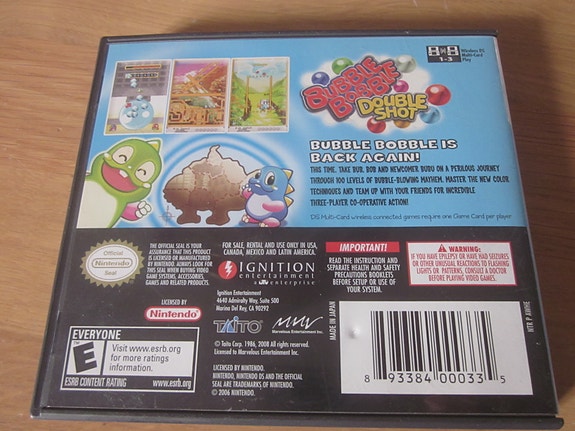 BUBBLE
BOBBLE
DOUBLE
SHOT
1-3
Wireless DS
Multi-Card
Play
BUBBLE BOBBLE IS
BACK AGAIN!
THIS TIME, TAKE BUB, BOB AND NEWCOMER BUBU ON A PERILOUS JOURNEY
THROUGH 100 LEVELS OF BUBBLE-BLOWING MAYHEM. MASTER THE NEW COLOR
TECHNIQUES AND TEAM UP WITH YOUR FRIENDS FOR INCREDIBLE
THREE-PLAYER CO-OPERATIVE ACTION!
DS Multi-Card wireless connected games require one Game Card per player
Official
Nintendo
Seal
THE OFFICIAL SEAL IS YOUR
ASSURANCE THAT THIS PRODUCT
IS LICENSED OR MANUFACTURED
BY NINTENDO. ALWAYS LOOK FOR
THIS SEAL WHEN BUYING VIDEO
GAME SYSTEMS, ACCESSORIES,
GAMES AND RELATED PRODUCTS.
LICENSED BY
Nintendo
EVERYONE
E
Visit www.esrb.org
for more ratings
information.
ESRB CONTENT RATING
www.esrb.org
FOR SALE, RENTAL AND USE ONLY IN USA,
CANADA, MEXICO AND LATIN AMERICA.
IGNITION
entertainment
enterprise
Ignition Entertainment
4640 Admiralty Way, Suite 500
Marina Del Rey, CA 90292
TAITO
Marvelous Entertainment Inc.
© Taito Corp. 1986, 2008 All rights reserved.
Licensed to Marvelous Entertainment Inc.
LICENSED BY NINTENDO.
NINTENDO, NINTENDO DS AND THE OFFICIAL
SEAL ARE TRADEMARKS OF NINTENDO.
© 2006 NINTENDO.
IMPORTANT!
READ THE INSTRUCTION AND
SEPARATE HEALTH AND SAFETY
PRECAUTIONS BOOKLETS
BEFORE SETUP OR USE OF
YOUR SYSTEM.
WARNING:
IF YOU HAVE EPILEPSY OR HAVE HAD SEIZURES
OR OTHER UNUSUAL REACTIONS TO FLASHING
LIGHTS OR PATTERNS, CONSULT A DOCTOR
BEFORE PLAYING VIDEO GAMES.
MADE IN JAPAN
8 93384 00033 5